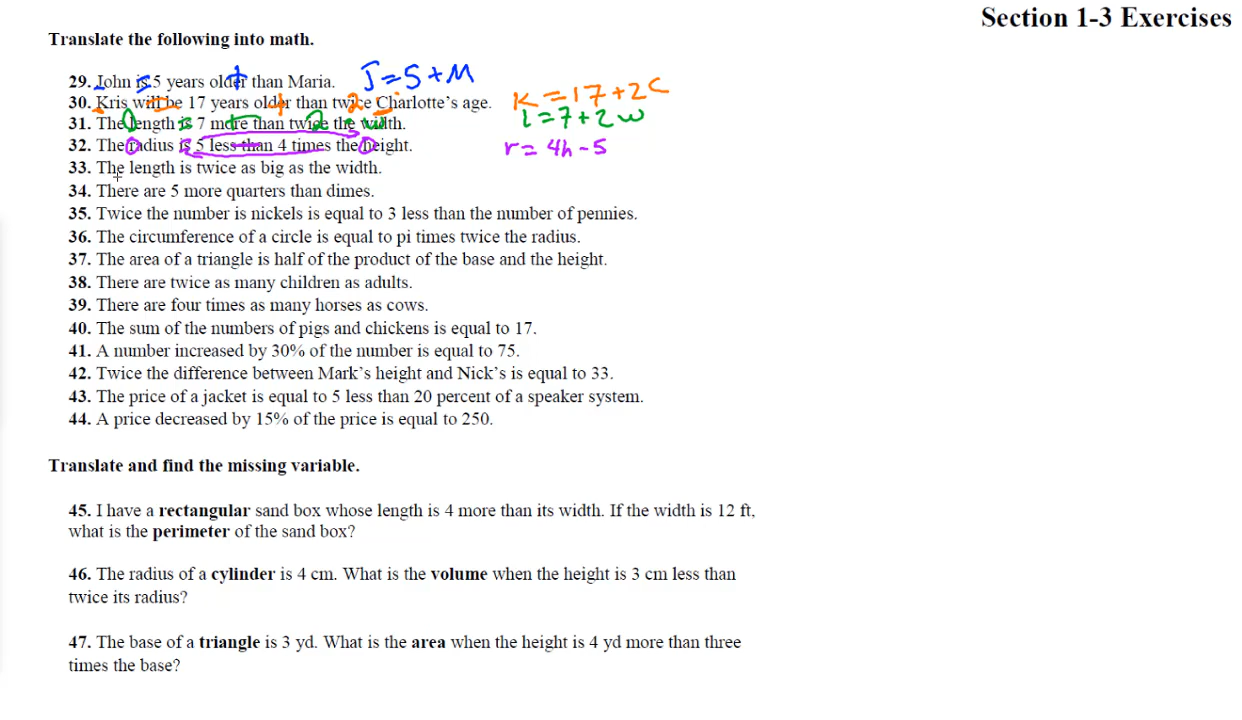 Section 1-3 Exercises
Translate the following into math.
29. John is 5 years older than Maria. J = 5 + M
30. Kris will be 17 years older than twice Charlotte's age. K = 17 + 2C
31. The length is 7 more than twice the width. l = 7 + 2w
32. The radius is 5 less than 4 times the height. r = 4h - 5
33. The length is twice as big as the width.
34. There are 5 more quarters than dimes.
35. Twice the number is nickels is equal to 3 less than the number of pennies.
36. The circumference of a circle is equal to pi times twice the radius.
37. The area of a triangle is half of the product of the base and the height.
38. There are twice as many children as adults.
39. There are four times as many horses as cows.
40. The sum of the numbers of pigs and chickens is equal to 17.
41. A number increased by 30% of the number is equal to 75.
42. Twice the difference between Mark's height and Nick's is equal to 33.
43. The price of a jacket is equal to 5 less than 20 percent of a speaker system.
44. A price decreased by 15% of the price is equal to 250.
Translate and find the missing variable.
45. I have a rectangular sand box whose length is 4 more than its width. If the width is 12 ft,
what is the perimeter of the sand box?
46. The radius of a cylinder is 4 cm. What is the volume when the height is 3 cm less than
twice its radius?
47. The base of a triangle is 3 yd. What is the area when the height is 4 yd more than three
times the base?